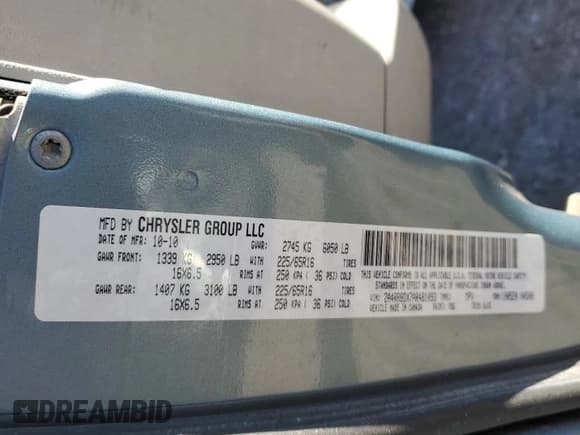 MFD BY CHRYSLER GROUP LLC
DATE OF MFR: 10-10 GVWR: 2745 KG 6050 LB
GAWR FRONT: 1339 KG 2950 LB WITH 225/65R16 TIRES
16X6.5 RIMS AT 250 KPA ( 36 PSI) COLD
GAWR REAR: 1407 KG 3100 LB WITH 225/65R16 TIRES
16X6.5 RIMS AT 250 KPA ( 36 PSI) COLD
THIS VEHICLE CONFORMS TO ALL APPLICABLE U.S.A. FEDERAL MOTOR VEHICLE SAFETY
STANDARDS IN EFFECT ON THE DATE OF MANUFACTURE SHOWN ABOVE.
VIN: TYPE: MPV
VEHICLE MADE IN CANADA PAINT:
DREAMBID